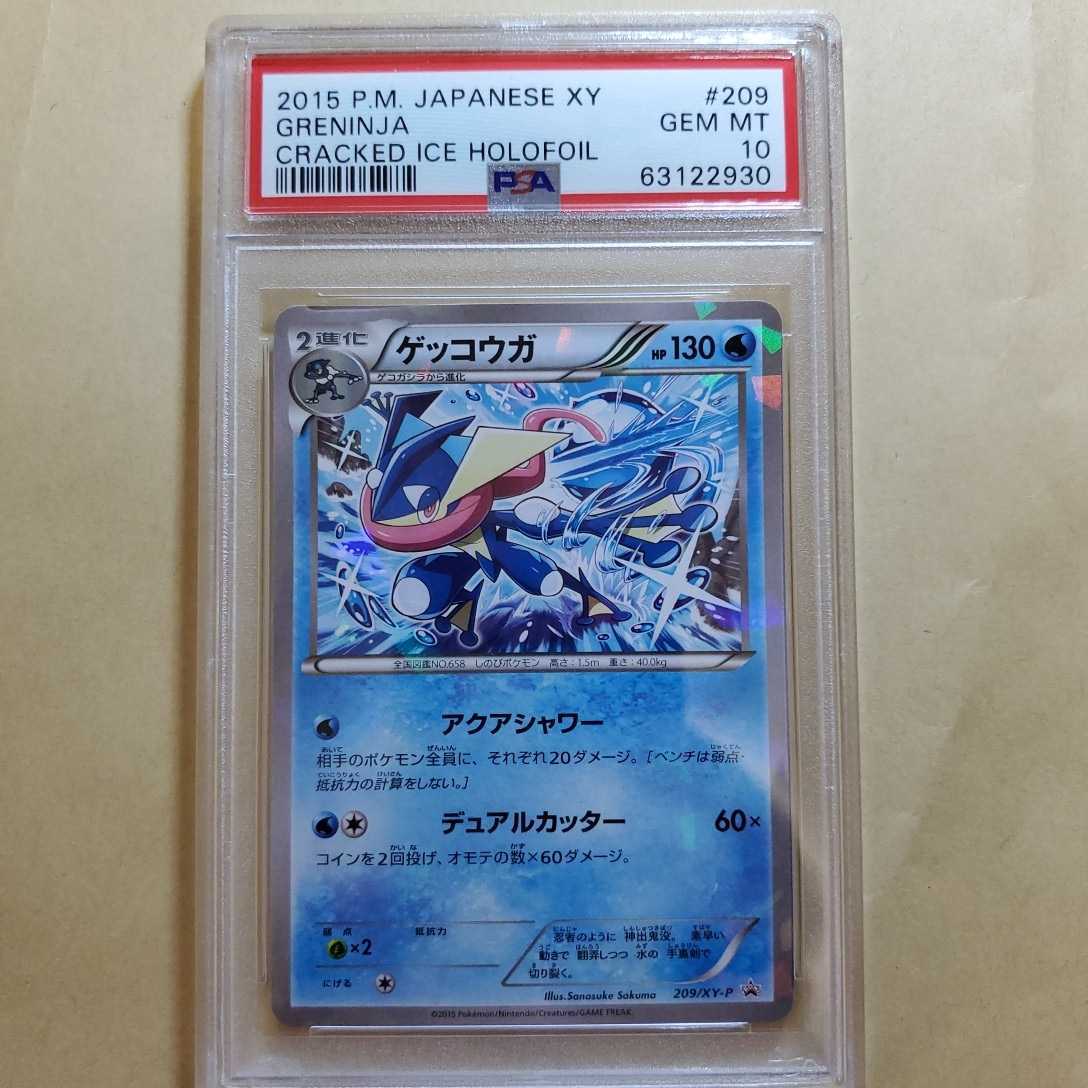 2015 P.M. JAPANESE XY #209
GRENINJA GEM MT
CRACKED ICE HOLOFOIL 10
PSA 63122930
2進化 ゲッコウガ HP 130
ゲコガシラから進化
全国図鑑NO.658 しのびポケモン 高さ:1.5m 重さ:40.0kg
アクアシャワー
相手のポケモン全員に、それぞれ20ダメージ。[ベンチは弱点・
抵抗力の計算をしない。]
デュアルカッター 60×
コインを2回投げ、オモテの数×60ダメージ。
弱点 抵抗力
×2
にげる
忍者のように 神出鬼没。 素早い
動きで 翻弄しつつ 水の 手裏剣で
切り裂く。
Illus.Sanosuke Sakuma 209/XY-P
©2015 Pokémon/Nintendo/Creatures/GAME FREAK.